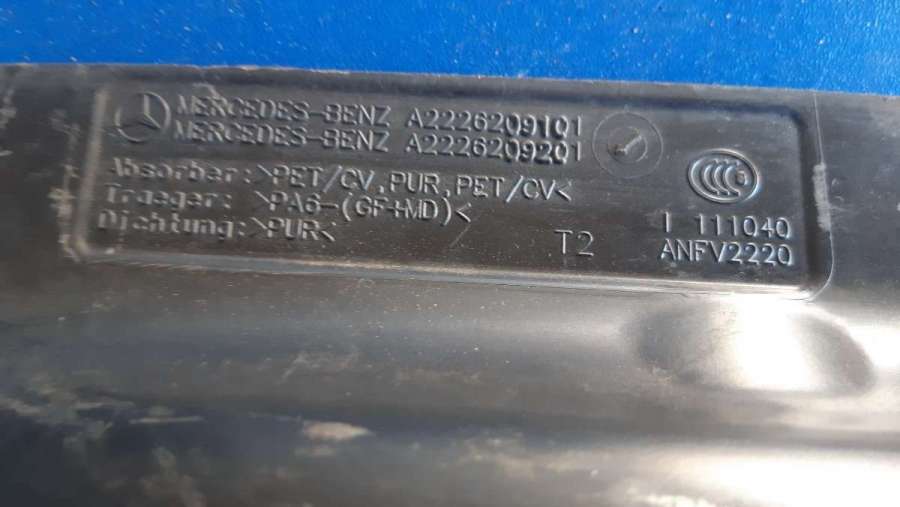 MERCEDES-BENZ A2226209101
MERCEDES-BENZ A2226209201
Absorber:>PET/CV,PUR,PET/CV<
Traeger: >PA6-(GF+MD)<
Dichtung:>PUR<
T2
CCC S
I 111040
ANFV2220